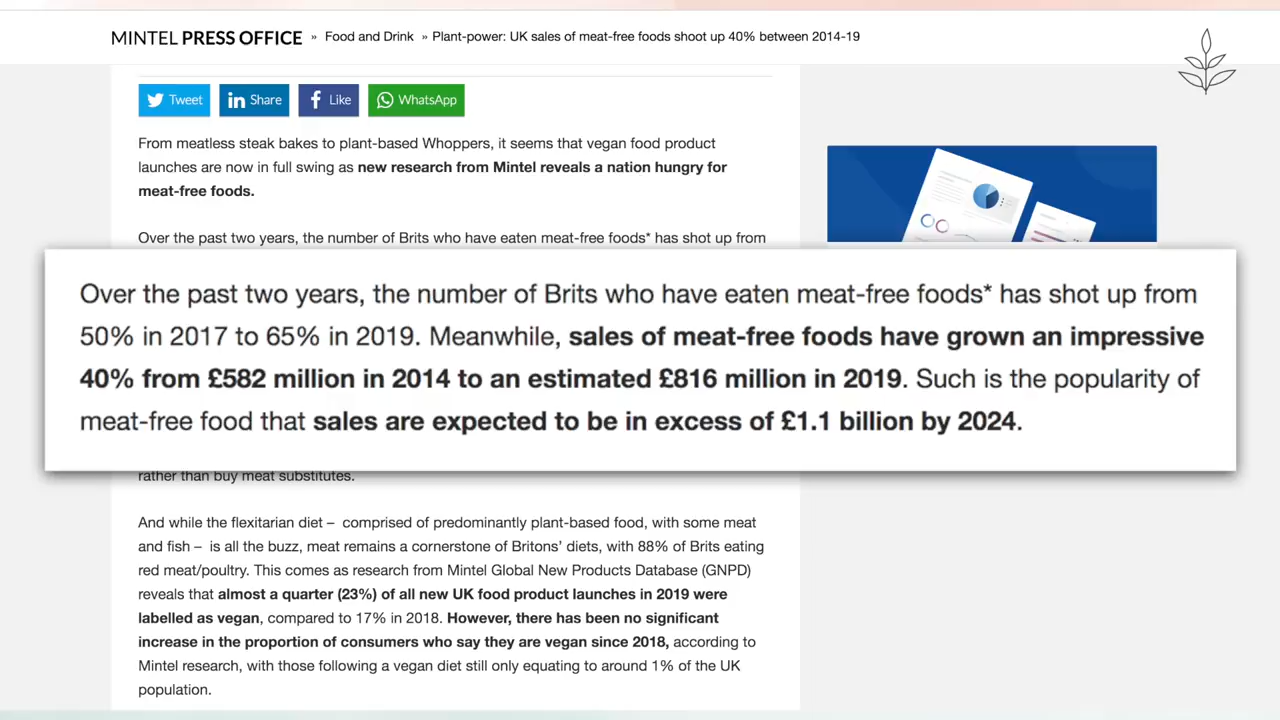 MINTEL PRESS OFFICE » Food and Drink » Plant-power: UK sales of meat-free foods shoot up 40% between 2014-19
Tweet
Share
Like
WhatsApp
From meatless steak bakes to plant-based Whoppers, it seems that vegan food product
launches are now in full swing as new research from Mintel reveals a nation hungry for
meat-free foods.
Over the past two years, the number of Brits who have eaten meat-free foods* has shot up from
Over the past two years, the number of Brits who have eaten meat-free foods* has shot up from
50% in 2017 to 65% in 2019. Meanwhile, sales of meat-free foods have grown an impressive
40% from £582 million in 2014 to an estimated £816 million in 2019. Such is the popularity of
meat-free food that sales are expected to be in excess of £1.1 billion by 2024.
rather than buy meat substitutes.
And while the flexitarian diet – comprised of predominantly plant-based food, with some meat
and fish – is all the buzz, meat remains a cornerstone of Britons’ diets, with 88% of Brits eating
red meat/poultry. This comes as research from Mintel Global New Products Database (GNPD)
reveals that almost a quarter (23%) of all new UK food product launches in 2019 were
labelled as vegan, compared to 17% in 2018. However, there has been no significant
increase in the proportion of consumers who say they are vegan since 2018, according to
Mintel research, with those following a vegan diet still only equating to around 1% of the UK
population.